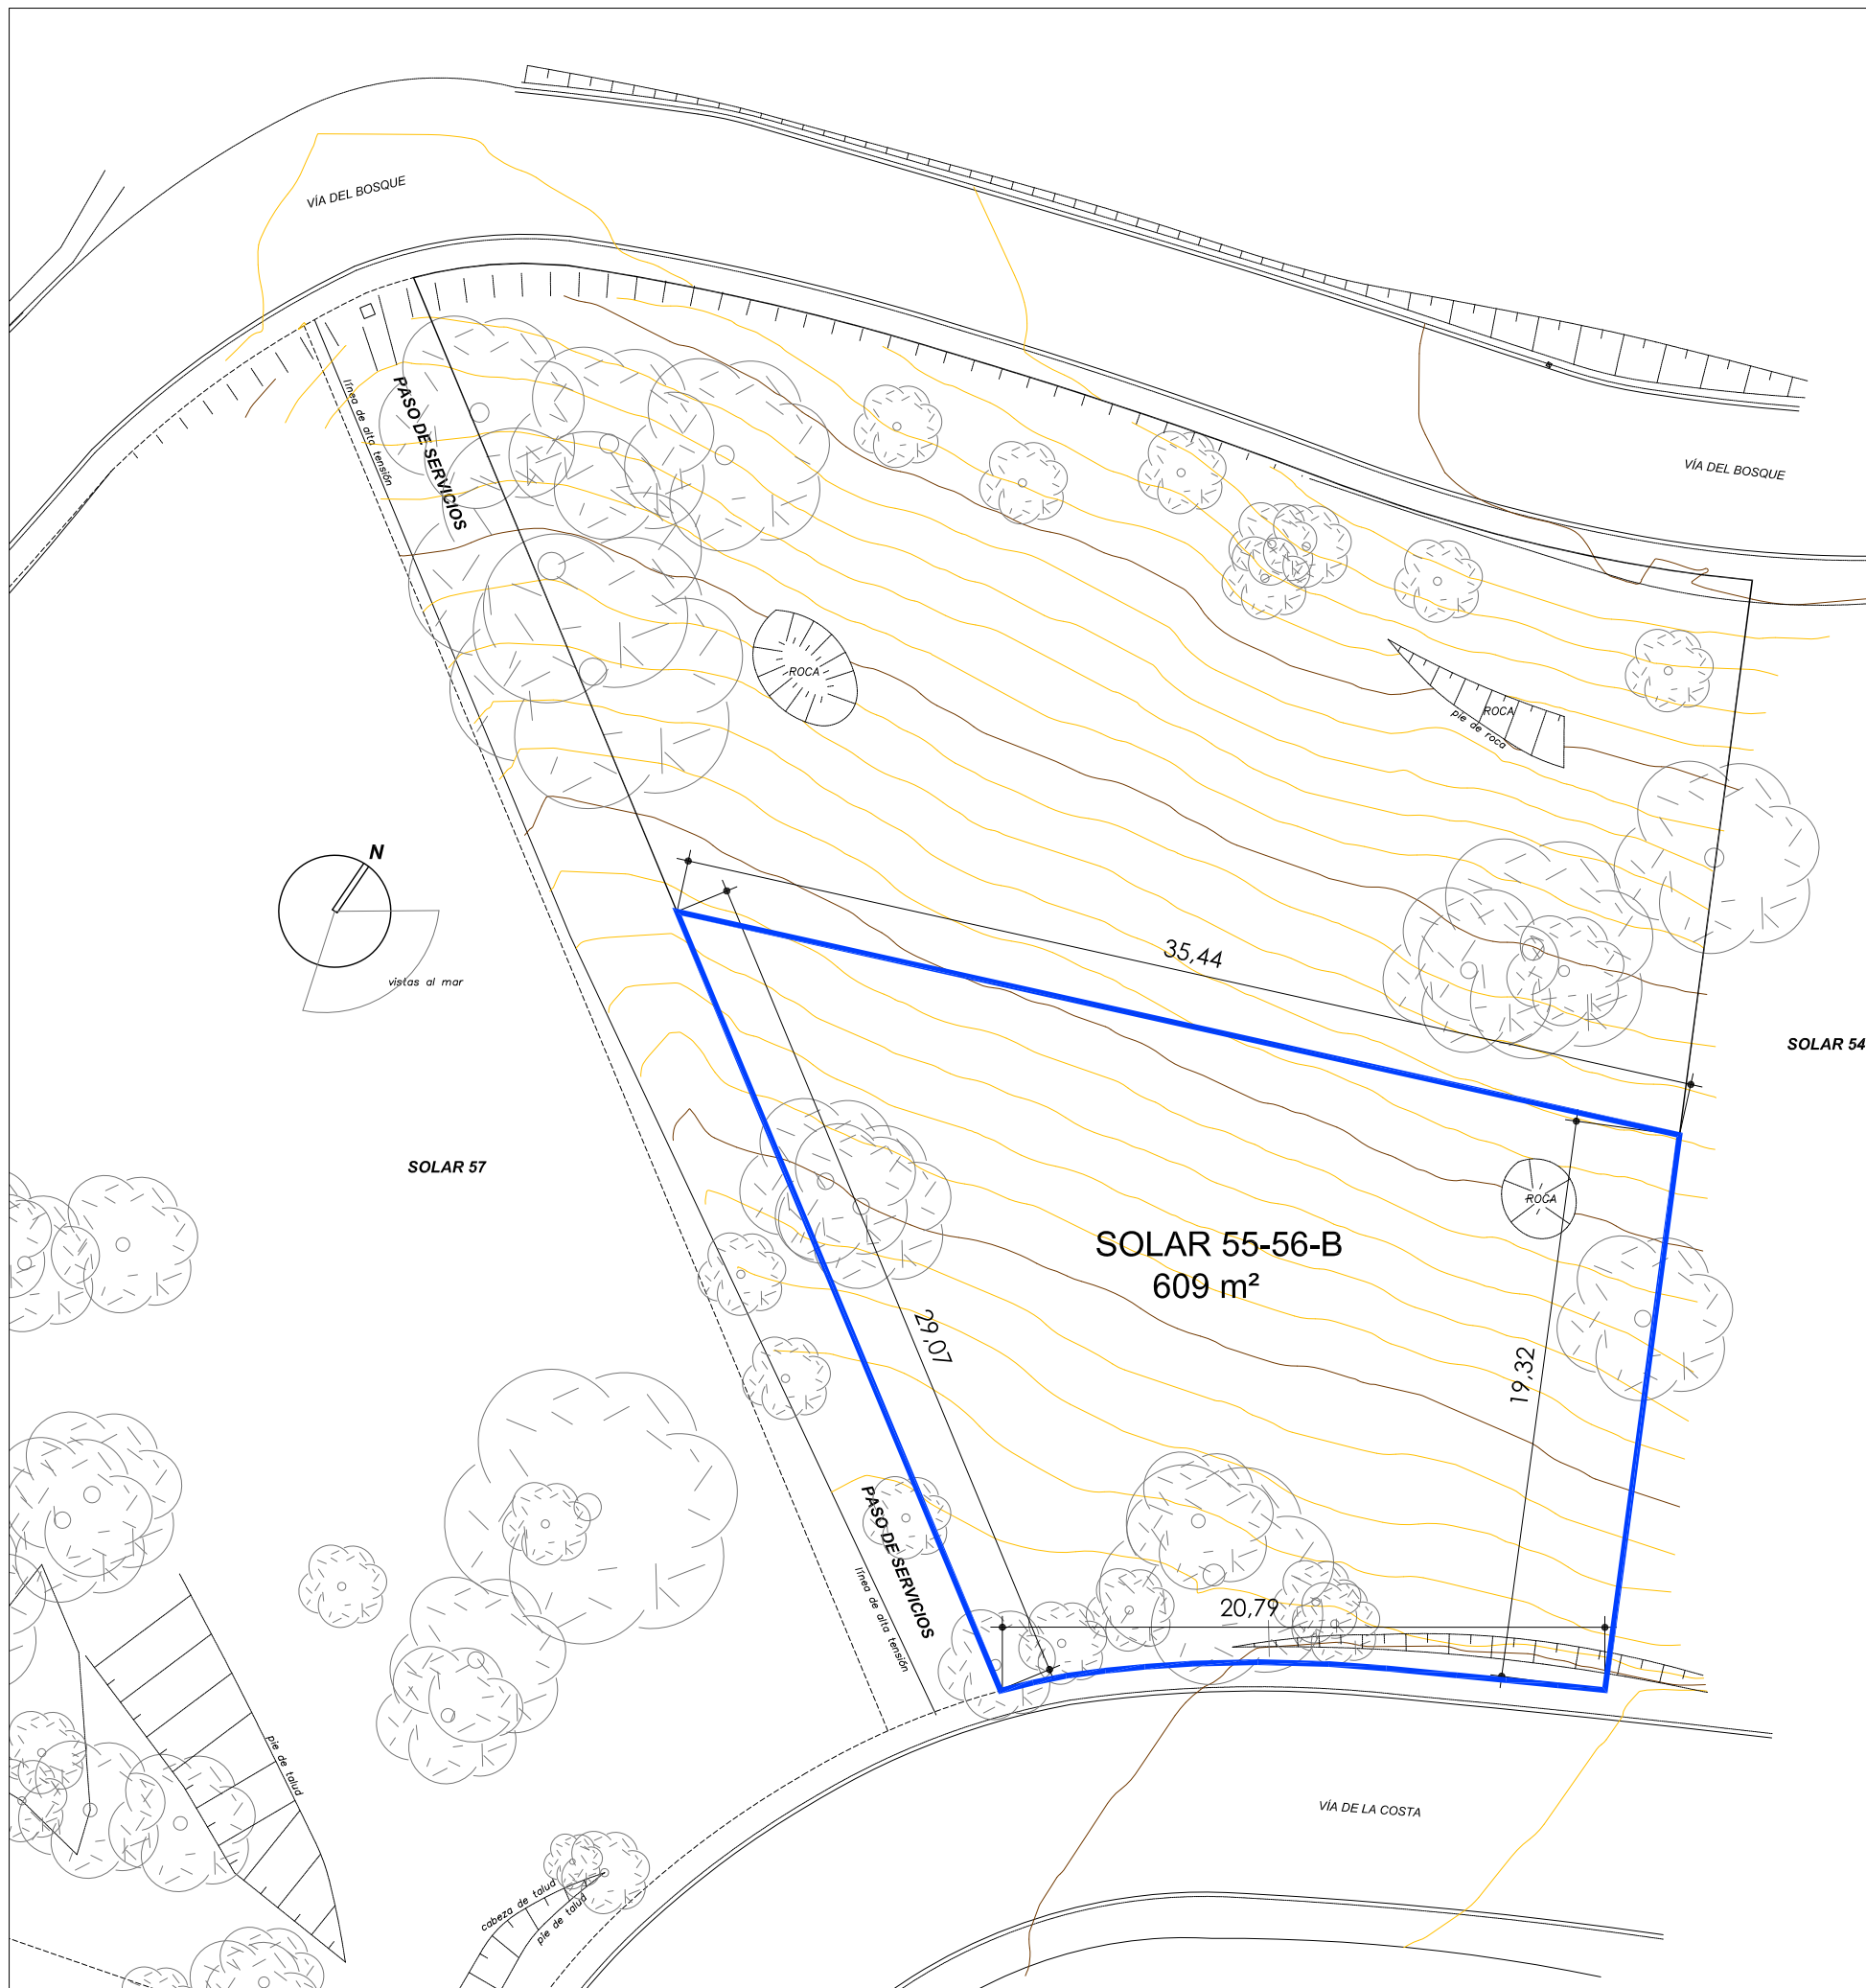 VÍA DEL BOSQUE
línea de alta tensión
PASO DE SERVICIOS
VÍA DEL BOSQUE
ROCA
ROCA
pie de roca
N
vistas al mar
35,44
SOLAR 54
SOLAR 57
ROCA
SOLAR 55-56-B
609 m²
29,07
19,32
PASO DE SERVICIOS
línea de alta tensión
20,79
pie de talud
VÍA DE LA COSTA
cabeza de talud
pie de talud